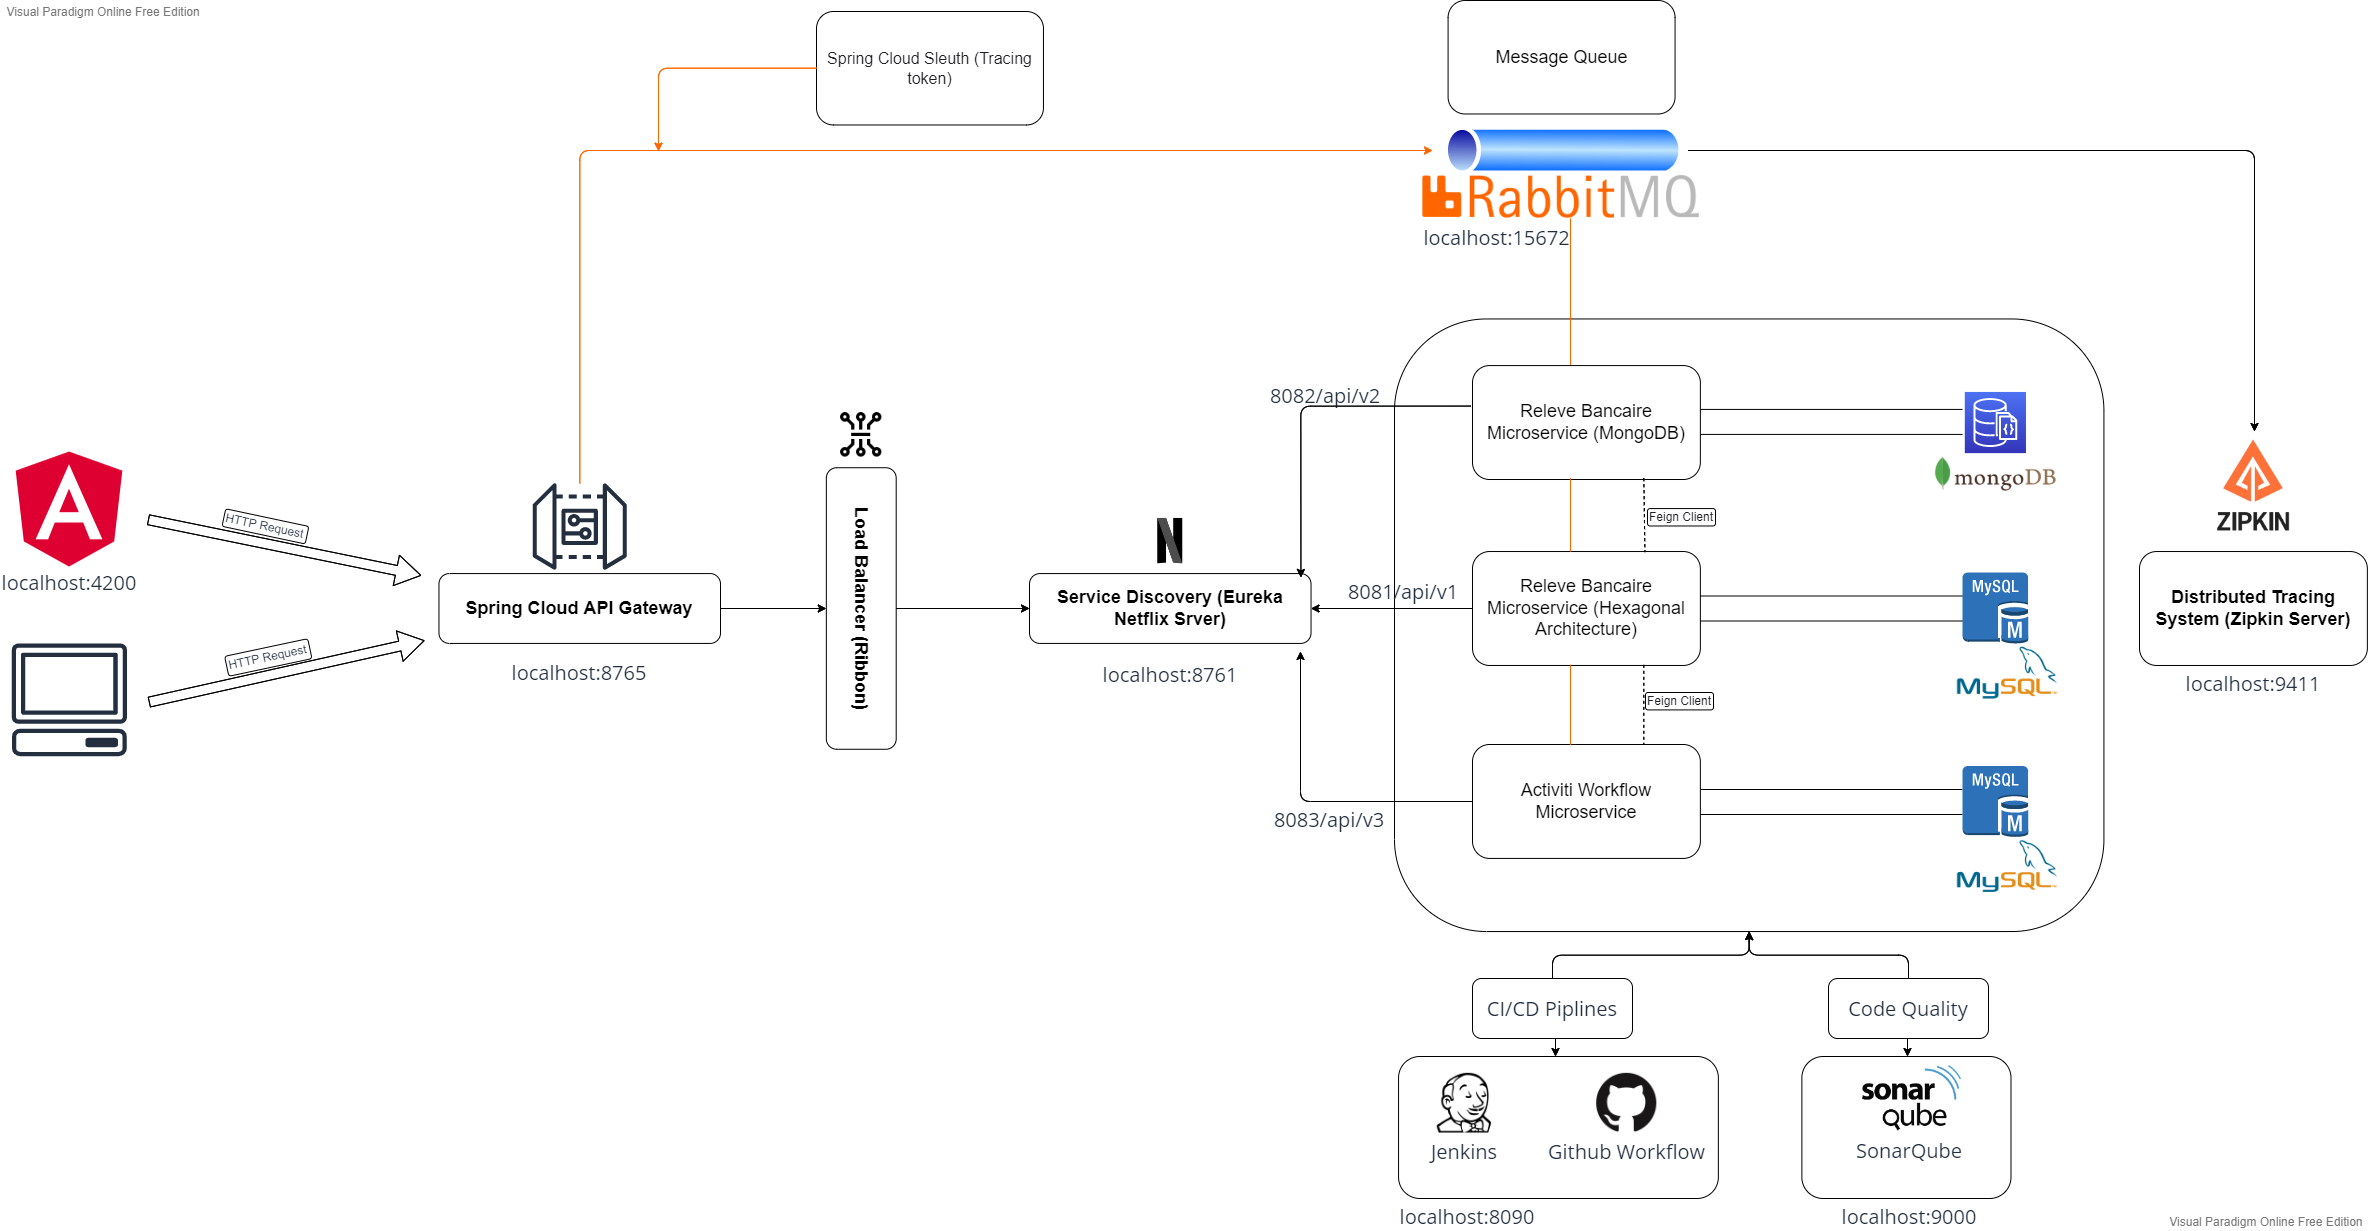 Visual Paradigm Online Free Edition
Spring Cloud Sleuth (Tracing
token)
Message Queue
RabbitMQ
localhost:15672
HTTP Request
localhost:4200
HTTP Request
Spring Cloud API Gateway
localhost:8765
Load Balancer (Ribbon)
Service Discovery (Eureka
Netflix Srver)
localhost:8761
8082/api/v2
8081/api/v1
8083/api/v3
Releve Bancaire
Microservice (MongoDB)
mongoDB
Feign Client
Releve Bancaire
Microservice (Hexagonal
Architecture)
MySQL
M
MySQL
Feign Client
Activiti Workflow
Microservice
MySQL
M
MySQL
ZIPKIN
Distributed Tracing
System (Zipkin Server)
localhost:9411
CI/CD Piplines
Code Quality
Jenkins
Github Workflow
localhost:8090
sonar
qube
SonarQube
localhost:9000
Visual Paradigm Online Free Edition